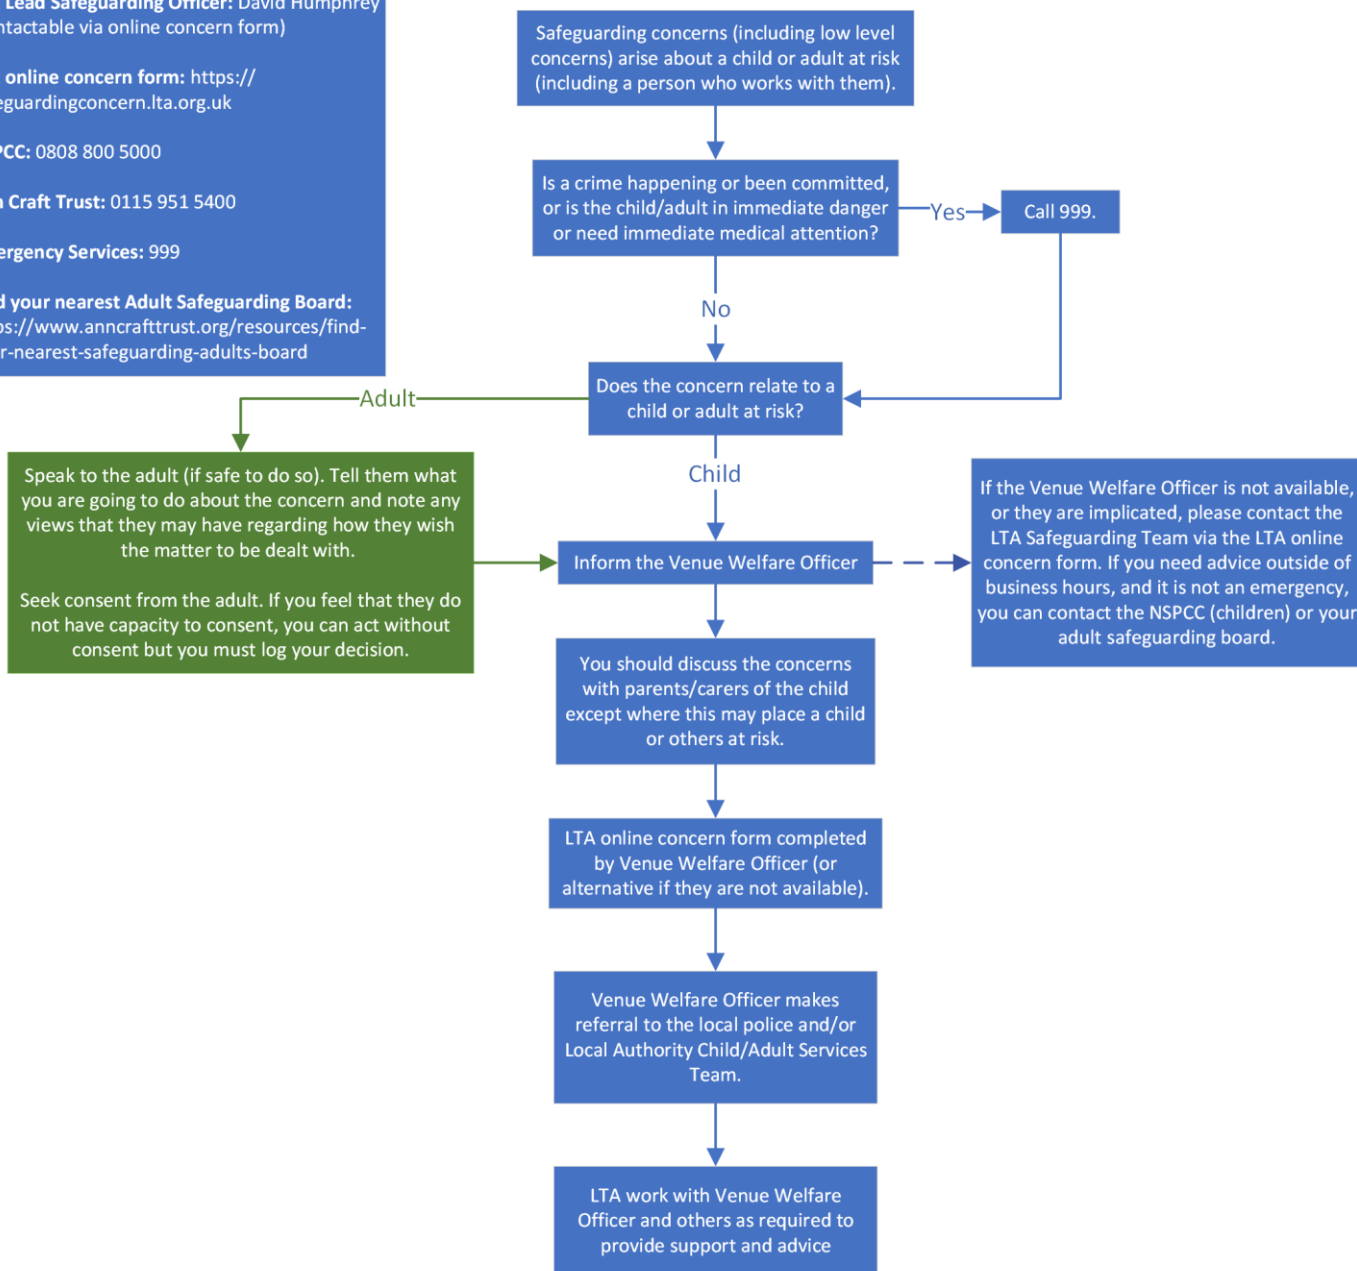 Lead Safeguarding Officer: David Humphrey
ntactable via online concern form)
online concern form: https://
eguardingconcern.lta.org.uk
PCC: 0808 800 5000
n Craft Trust: 0115 951 5400
ergency Services: 999
d your nearest Adult Safeguarding Board:
ps://www.anncrafttrust.org/resources/find-
r-nearest-safeguarding-adults-board
Safeguarding concerns (including low level
concerns) arise about a child or adult at risk
(including a person who works with them).
Is a crime happening or been committed,
or is the child/adult in immediate danger
or need immediate medical attention?
Yes
Call 999.
No
Does the concern relate to a
child or adult at risk?
Adult
Child
Speak to the adult (if safe to do so). Tell them what
you are going to do about the concern and note any
views that they may have regarding how they wish
the matter to be dealt with.
Seek consent from the adult. If you feel that they do
not have capacity to consent, you can act without
consent but you must log your decision.
Inform the Venue Welfare Officer
If the Venue Welfare Officer is not available,
or they are implicated, please contact the
LTA Safeguarding Team via the LTA online
concern form. If you need advice outside of
business hours, and it is not an emergency,
you can contact the NSPCC (children) or your
adult safeguarding board.
You should discuss the concerns
with parents/carers of the child
except where this may place a child
or others at risk.
LTA online concern form completed
by Venue Welfare Officer (or
alternative if they are not available).
Venue Welfare Officer makes
referral to the local police and/or
Local Authority Child/Adult Services
Team.
LTA work with Venue Welfare
Officer and others as required to
provide support and advice